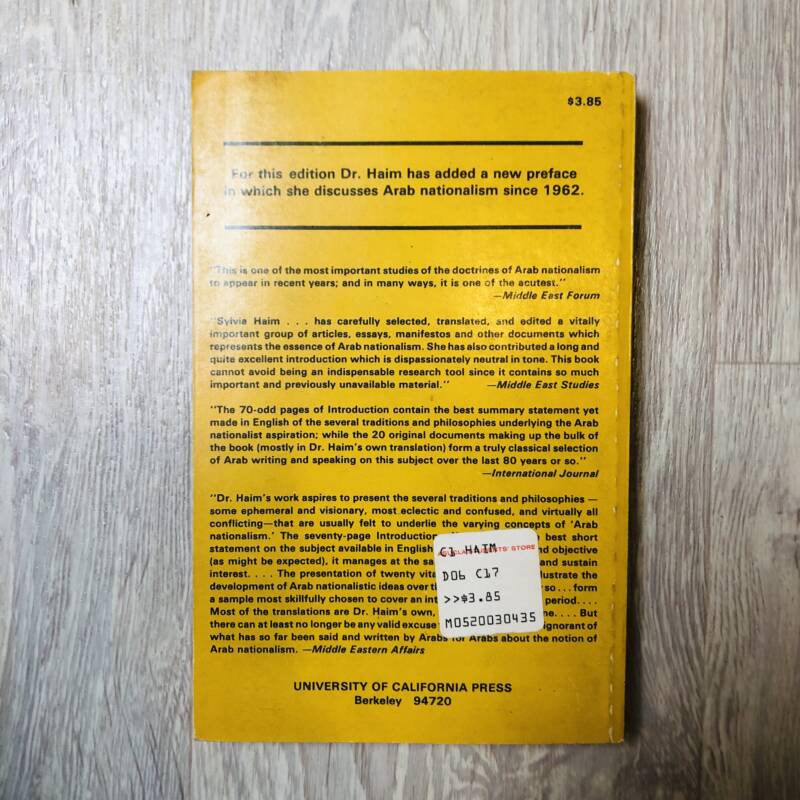 $3.85
For this edition Dr. Haim has added a new preface
in which she discusses Arab nationalism since 1962.
"This is one of the most important studies of the doctrines of Arab nationalism
to appear in recent years; and in many ways, it is one of the acutest."
—Middle East Forum
"Sylvia Haim . . . has carefully selected, translated, and edited a vitally
important group of articles, essays, manifestos and other documents which
represents the essence of Arab nationalism. She has also contributed a long and
quite excellent introduction which is dispassionately neutral in tone. This book
cannot avoid being an indispensable research tool since it contains so much
important and previously unavailable material." —Middle East Studies
"The 70-odd pages of Introduction contain the best summary statement yet
made in English of the several traditions and philosophies underlying the Arab
nationalist aspiration; while the 20 original documents making up the bulk of
the book (mostly in Dr. Haim's own translation) form a truly classical selection
of Arab writing and speaking on this subject over the last 80 years or so."
—International Journal
"Dr. Haim's work aspires to present the several traditions and philosophies —
some ephemeral and visionary, most eclectic and confused, and virtually all
conflicting—that are usually felt to underlie the varying concepts of 'Arab
nationalism.' The seventy-page Introduction best short
statement on the subject available in English nd objective
(as might be expected), it manages at the sa and sustain
interest. . . . The presentation of twenty vita lustrate the
development of Arab nationalistic ideas over ti so . . . form
a sample most skillfully chosen to cover an int period. . . .
Most of the translations are Dr. Haim's own, ne. . . . But
there can at least no longer be any valid excuse ignorant of
what has so far been said and written by Arabs for Arabs about the notion of
Arab nationalism. —Middle Eastern Affairs
C1 HAIM
STUDENTS' STORE
D06 C17
>>$3.85
M0520030435
UNIVERSITY OF CALIFORNIA PRESS
Berkeley 94720